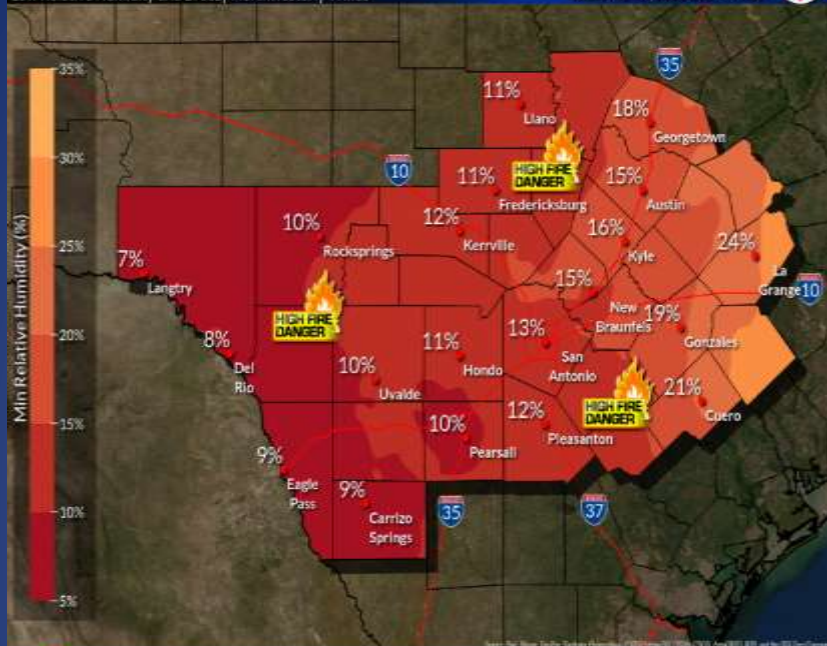 Min Relative Humidity (%)
35%
30%
25%
20%
15%
10%
5%
35
11%
Llano
18%
Georgetown
10
HIGH FIRE
DANGER
11%
Fredericksburg
15%
Austin
10%
Rocksprings
12%
Kerrville
16%
Kyle
24%
La
Grange
7%
Langtry
10
HIGH FIRE
DANGER
15%
New
Braunfels
19%
Gonzales
8%
Del
Rio
13%
San
Antonio
11%
Hondo
10%
Uvalde
HIGH FIRE
DANGER
21%
Cuero
12%
Pleasanton
10%
Pearsall
9%
Eagle
Pass
9%
Carrizo
Springs
35
37